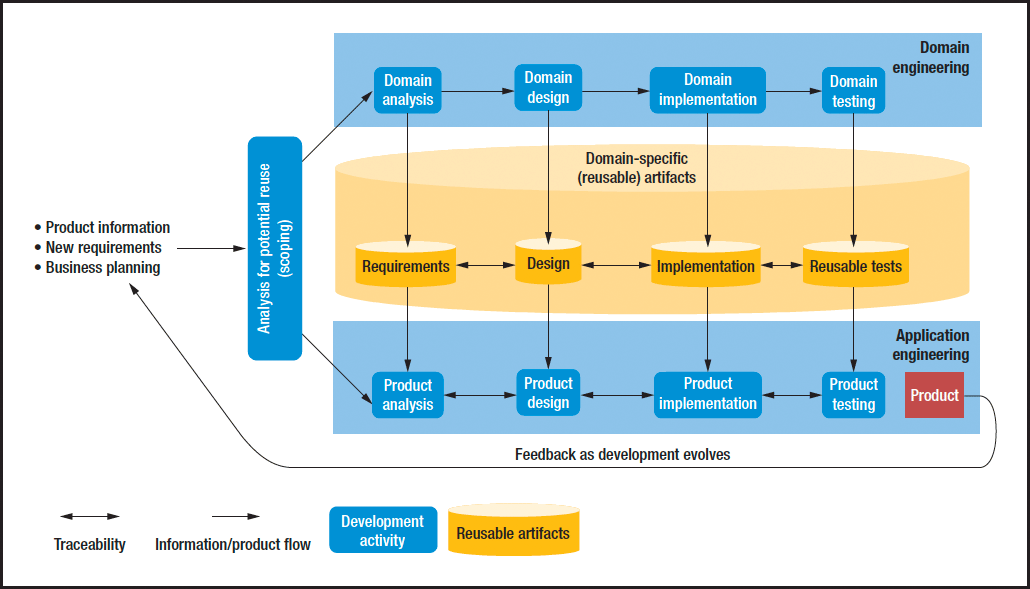 Domain
engineering
Domain
analysis
Domain
design
Domain
implementation
Domain
testing
Domain-specific
(reusable) artifacts
Analysis for potential reuse
(scoping)
• Product information
• New requirements
• Business planning
Requirements
Design
Implementation
Reusable tests
Application
engineering
Product
analysis
Product
design
Product
implementation
Product
testing
Product
Feedback as development evolves
Traceability
Information/product flow
Development
activity
Reusable artifacts